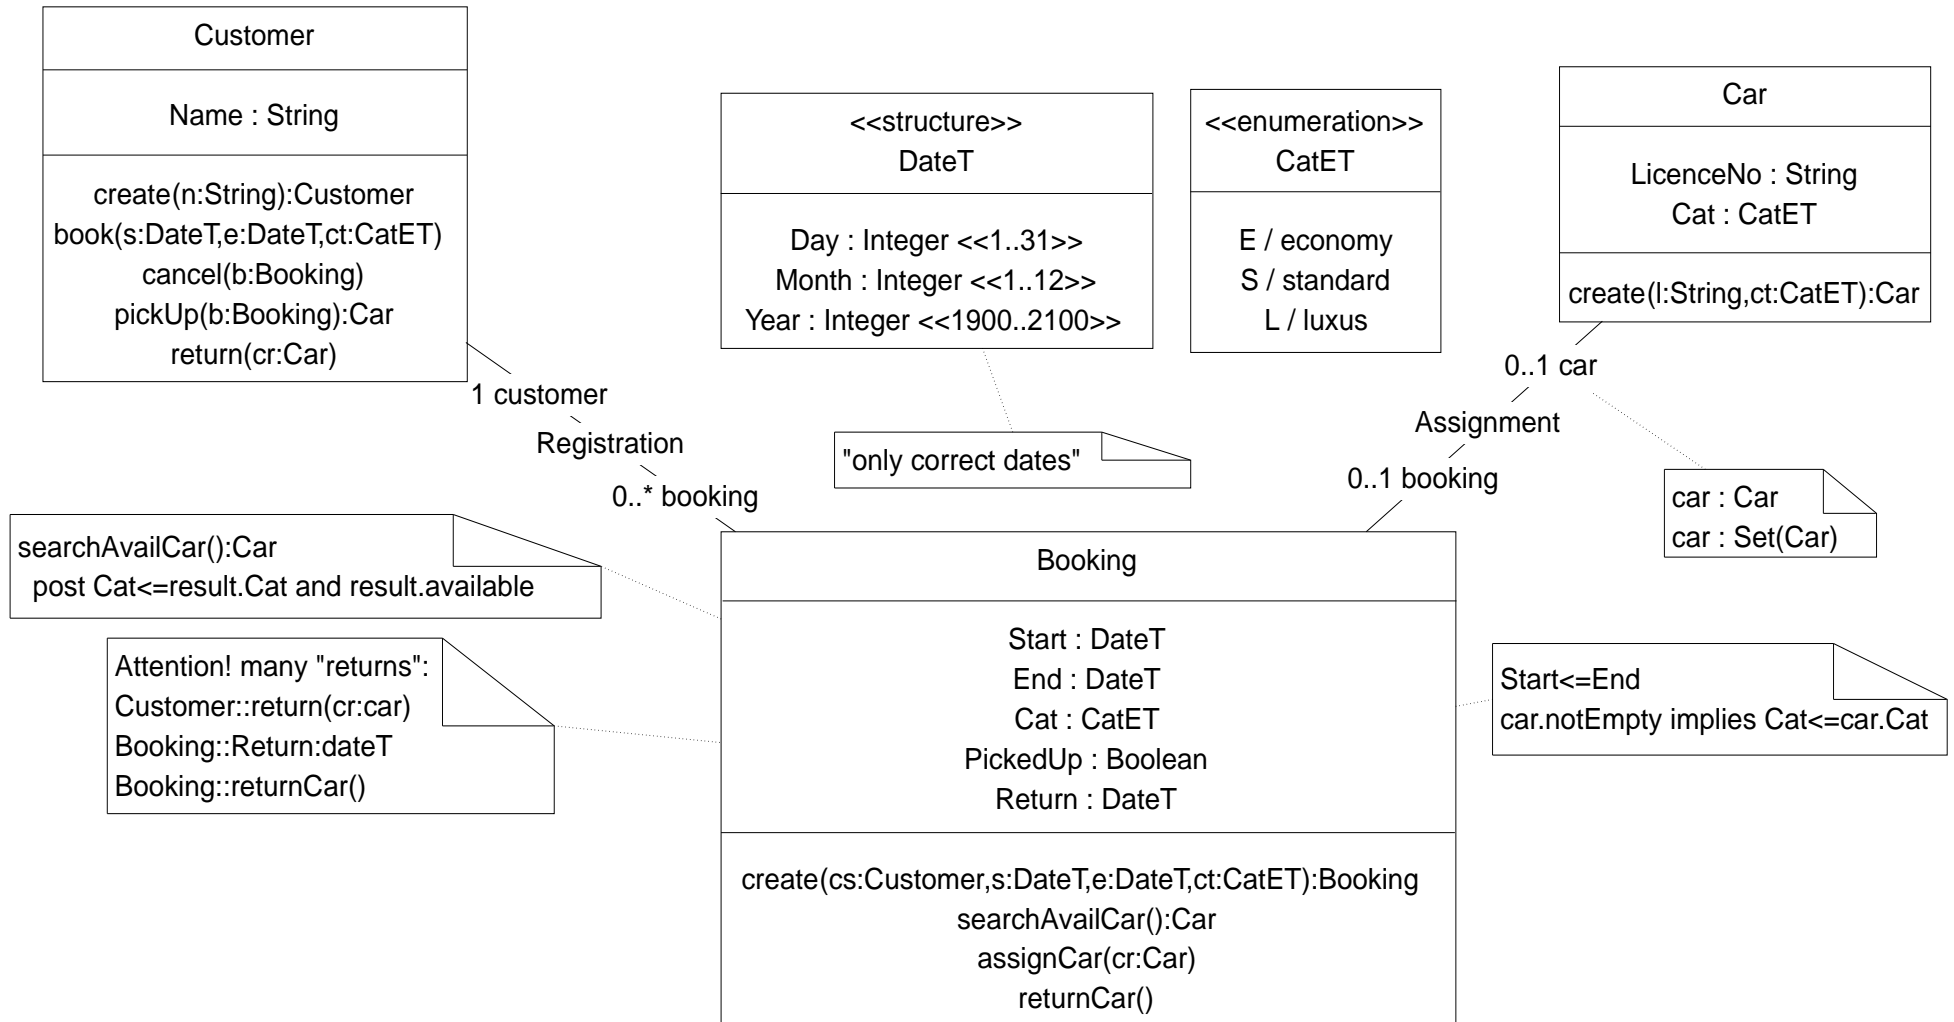 Customer
Name : String
create(n:String):Customer
book(s:DateT,e:DateT,ct:CatET)
cancel(b:Booking)
pickUp(b:Booking):Car
return(cr:Car)
<<structure>>
DateT
Day : Integer <<1..31>>
Month : Integer <<1..12>>
Year : Integer <<1900..2100>>
<<enumeration>>
CatET
E / economy
S / standard
L / luxus
Car
LicenceNo : String
Cat : CatET
create(l:String,ct:CatET):Car
1 customer
Registration
0..* booking
"only correct dates"
0..1 car
Assignment
0..1 booking
car : Car
car : Set(Car)
searchAvailCar():Car
post Cat<=result.Cat and result.available
Attention! many "returns":
Customer::return(cr:car)
Booking::Return:dateT
Booking::returnCar()
Booking
Start : DateT
End : DateT
Cat : CatET
PickedUp : Boolean
Return : DateT
create(cs:Customer,s:DateT,e:DateT,ct:CatET):Booking
searchAvailCar():Car
assignCar(cr:Car)
returnCar()
Start<=End
car.notEmpty implies Cat<=car.Cat